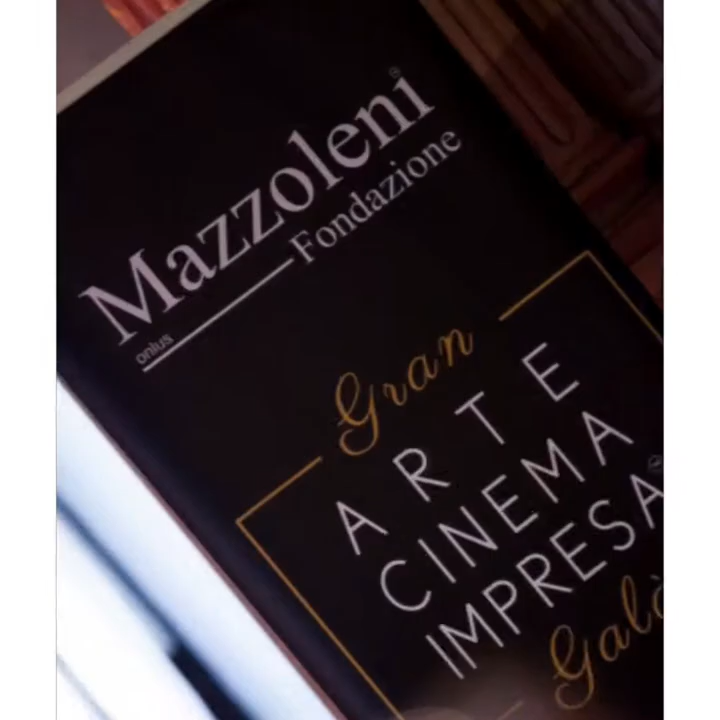 Mazzoleni
Fondazione
onlus
Gran
ARTE
CINEMA
IMPRESA
Galà